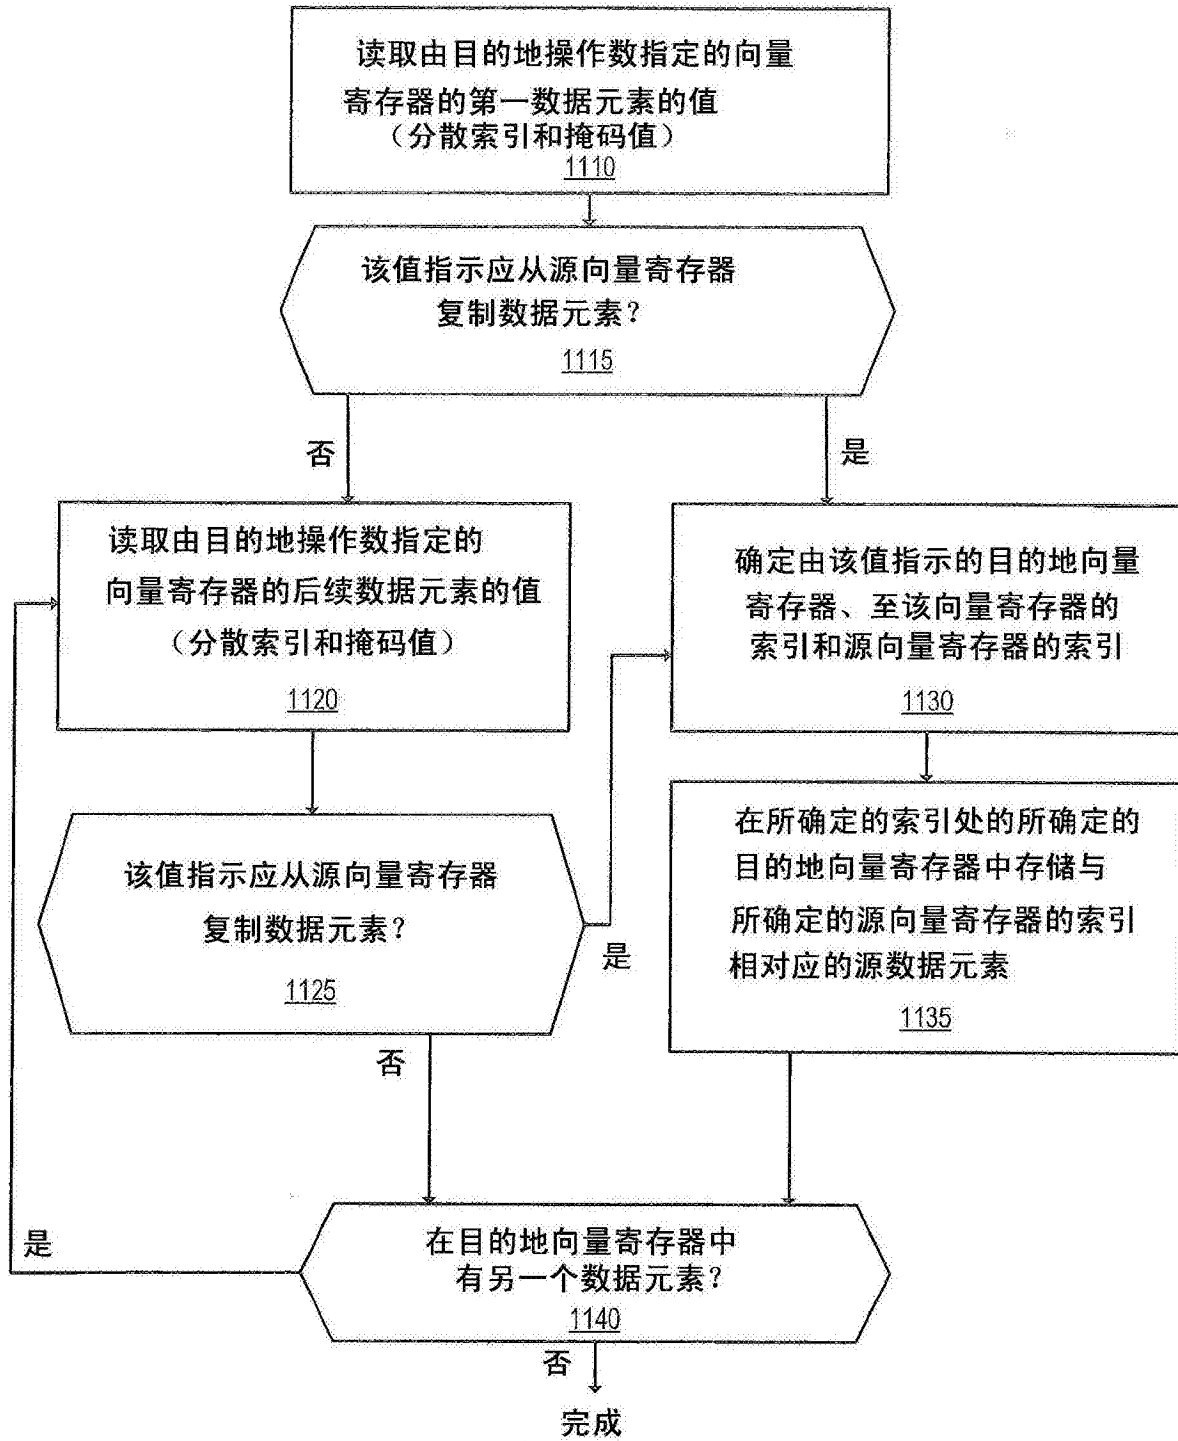 读取由目的地操作数指定的向量
寄存器的第一数据元素的值
（分散索引和掩码值）
1110
该值指示应从源向量寄存器
复制数据元素？
1115
否
是
读取由目的地操作数指定的
向量寄存器的后续数据元素的值
（分散索引和掩码值）
1120
确定由该值指示的目的地向量
寄存器、至该向量寄存器的
索引和源向量寄存器的索引
1130
该值指示应从源向量寄存器
复制数据元素？
1125
是
否
在所确定的索引处的所确定的
目的地向量寄存器中存储与
所确定的源向量寄存器的索引
相对应的源数据元素
1135
在目的地向量寄存器中
有另一个数据元素？
1140
是
否
完成